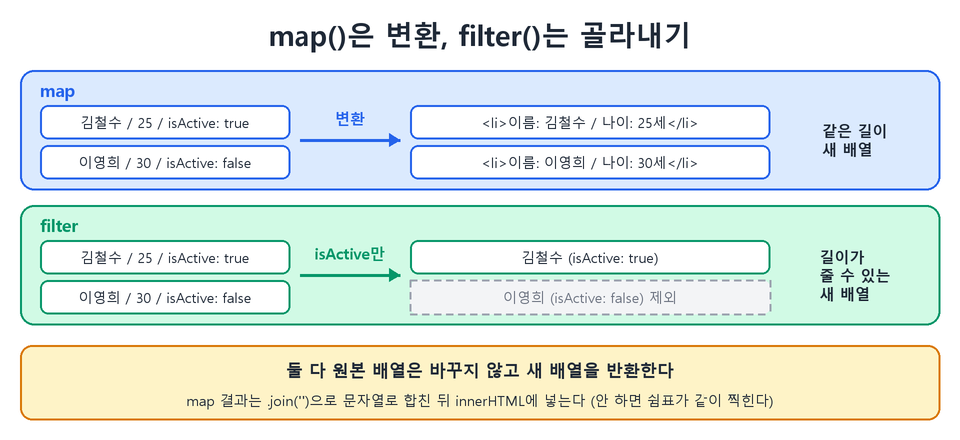 map()은 변환, filter()는 골라내기
map
김철수 / 25 / isActive: true
이영희 / 30 / isActive: false
변환
<li>이름: 김철수 / 나이: 25세</li>
<li>이름: 이영희 / 나이: 30세</li>
같은 길이
새 배열
filter
김철수 / 25 / isActive: true
이영희 / 30 / isActive: false
isActive만
김철수 (isActive: true)
이영희 (isActive: false) 제외
길이가
줄 수 있는
새 배열
둘 다 원본 배열은 바꾸지 않고 새 배열을 반환한다
map 결과는 .join('')으로 문자열로 합친 뒤 innerHTML에 넣는다 (안 하면 쉼표가 같이 찍힌다)